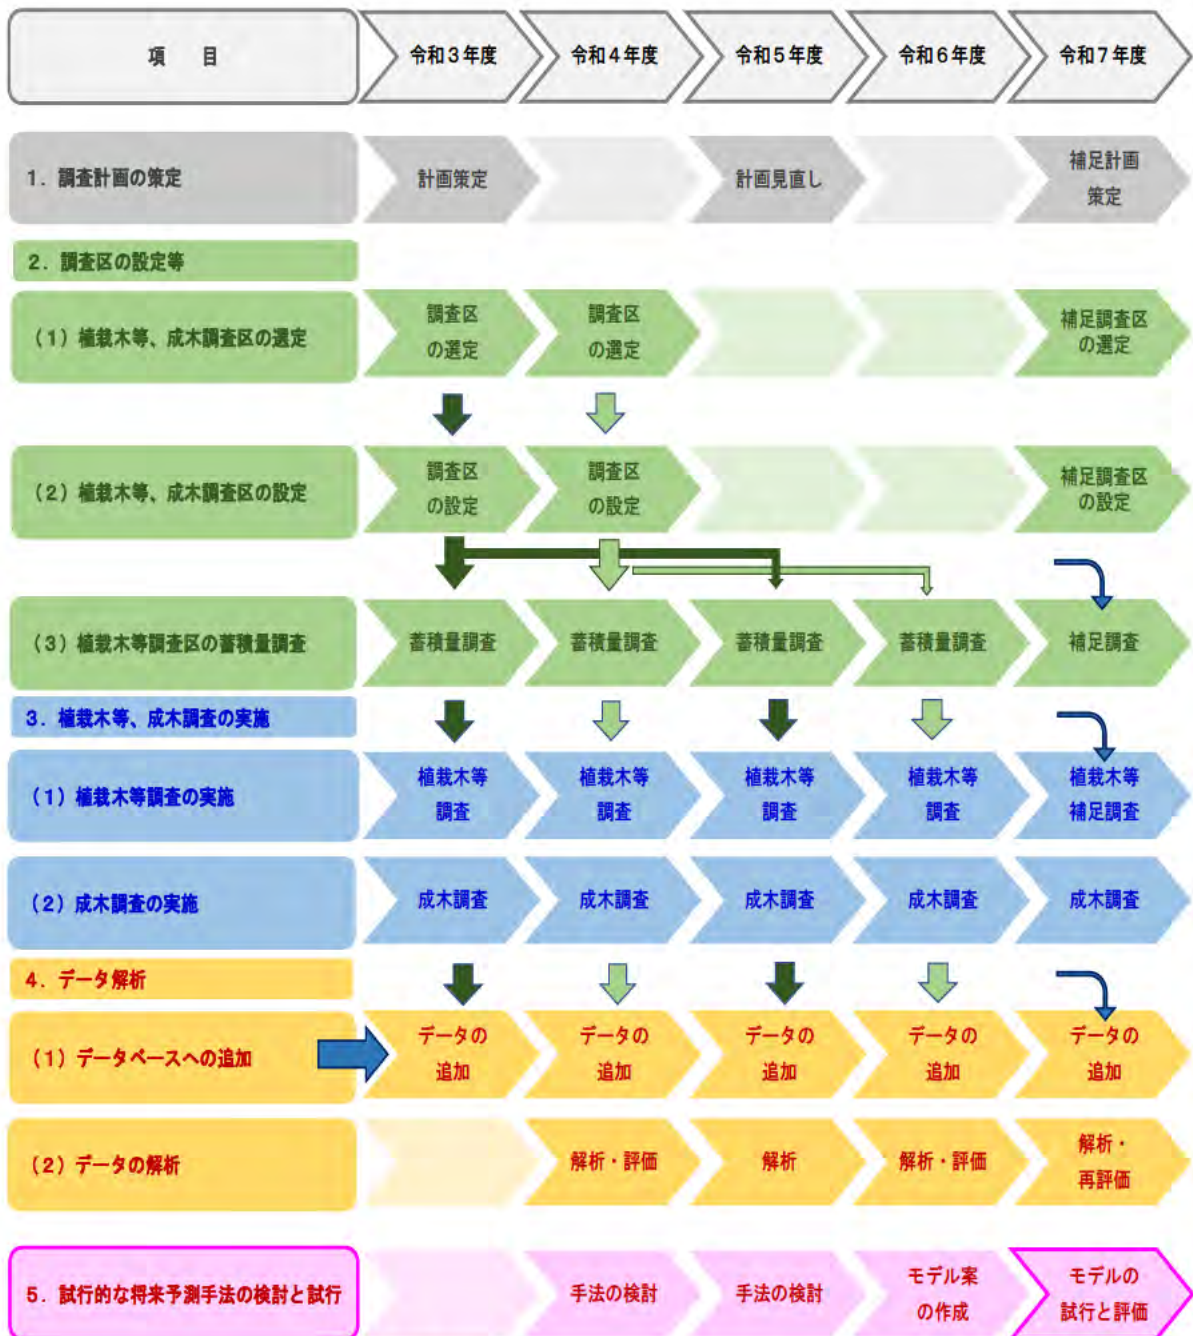 項　目
令和３年度
令和４年度
令和５年度
令和６年度
令和７年度
１．調査計画の策定
計画策定
計画見直し
補足計画
策定
２．調査区の設定等
（１）植栽木等、成木調査区の選定
調査区
の選定
調査区
の選定
補足調査区
の選定
（２）植栽木等、成木調査区の設定
調査区
の設定
調査区
の設定
補足調査区
の設定
（３）植栽木等調査区の蓄積量調査
蓄積量調査
蓄積量調査
蓄積量調査
蓄積量調査
補足調査
３．植栽木等、成木調査の実施
（１）植栽木等調査の実施
植栽木等
調査
植栽木等
調査
植栽木等
調査
植栽木等
調査
植栽木等
補足調査
（２）成木調査の実施
成木調査
成木調査
成木調査
成木調査
成木調査
４．データ解析
（１）データベースへの追加
データの
追加
データの
追加
データの
追加
データの
追加
データの
追加
（２）データの解析
解析・評価
解析
解析・評価
解析・
再評価
５．試行的な将来予測手法の検討と試行
手法の検討
手法の検討
モデル案
の作成
モデルの
試行と評価